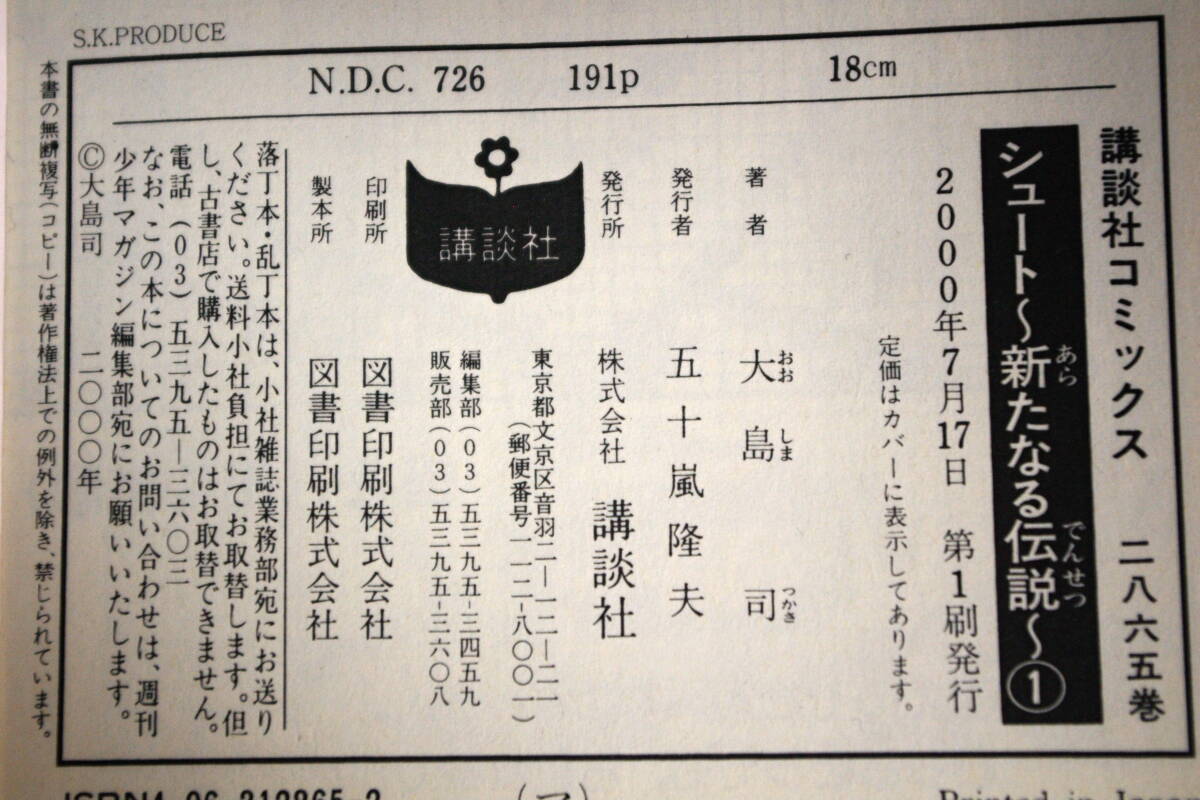 S.K.PRODUCE
N.D.C. 726 191p 18cm
講談社コミックス 二八六五巻
シュート～新たなる伝説～①
あら
でんせつ
2000年7月17日 第1刷発行
定価はカバーに表示してあります。
著者 大島 司
おお しま つかさ
発行者 五十嵐隆夫
発行所 株式会社 講談社
東京都文京区音羽二―一二―二一
(郵便番号一一二-八〇〇一)
編集部(03)五三九五-三四五九
販売部(03)五三九五-三六〇八
講談社
印刷所 図書印刷株式会社
製本所 図書印刷株式会社
落丁本・乱丁本は、小社雑誌業務部宛にお送り
ください。送料小社負担にてお取替します。但
し、古書店で購入したものはお取替できません。
電話(03)五三九五―三六〇三
なお、この本についてのお問い合わせは、週刊
少年マガジン編集部宛にお願いいたします。
©大島司 二〇〇〇年
本書の無断複写(コピー)は著作権法上での例外を除き、禁じられています。
(マ)
Printed in Japan